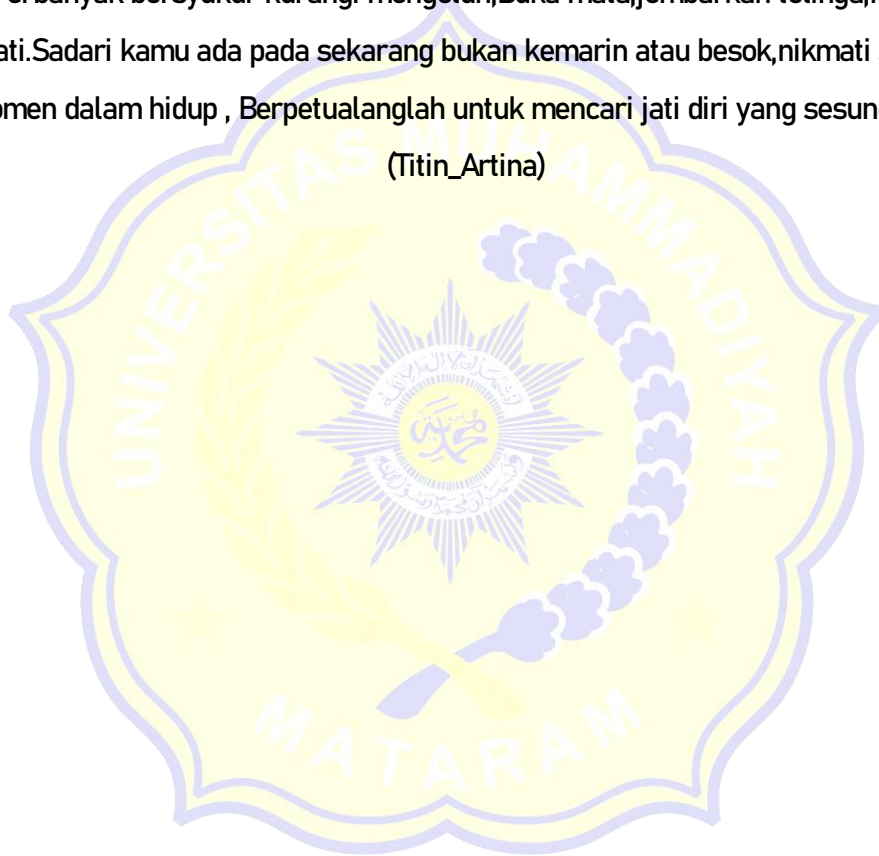 erbanyak bersyukur kurangi mengeluh,Buka mata,jembarkan telinga,
ati.Sadari kamu ada pada sekarang bukan kemarin atau besok,nikmati
omen dalam hidup , Berpetualanglah untuk mencari jati diri yang sesun
(Titin_Artina)
UNIVERSITAS MUHAMMADIYAH
MATARAM